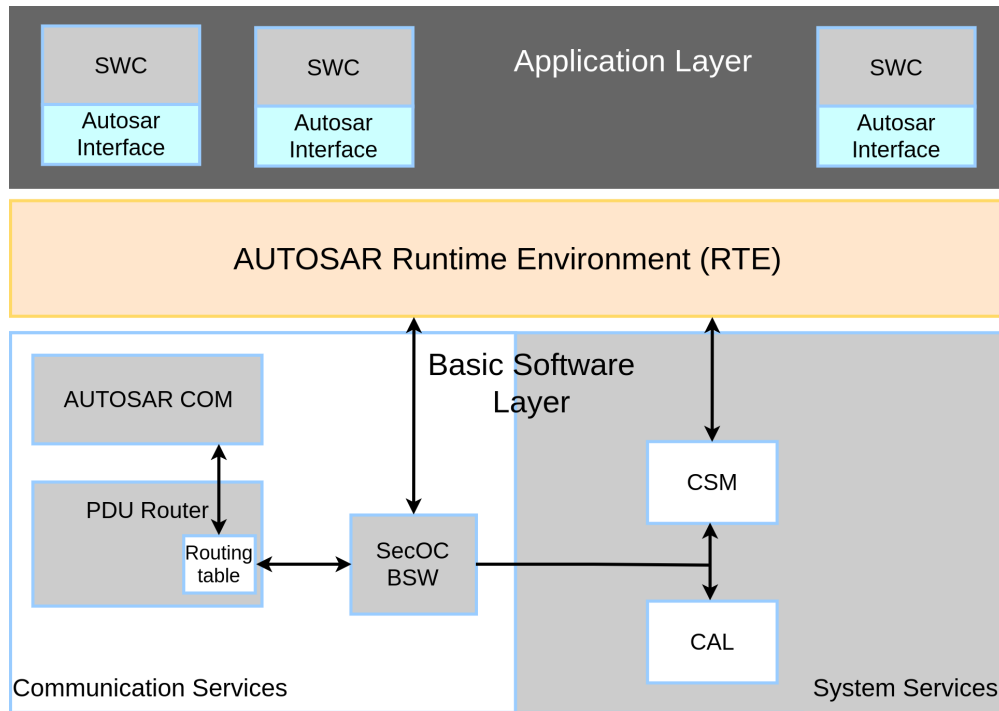 SWC
Autosar
Interface
SWC
Autosar
Interface
Application Layer
SWC
Autosar
Interface
AUTOSAR Runtime Environment (RTE)
Basic Software
Layer
AUTOSAR COM
PDU Router
Routing
table
SecOC
BSW
CSM
CAL
Communication Services
System Services